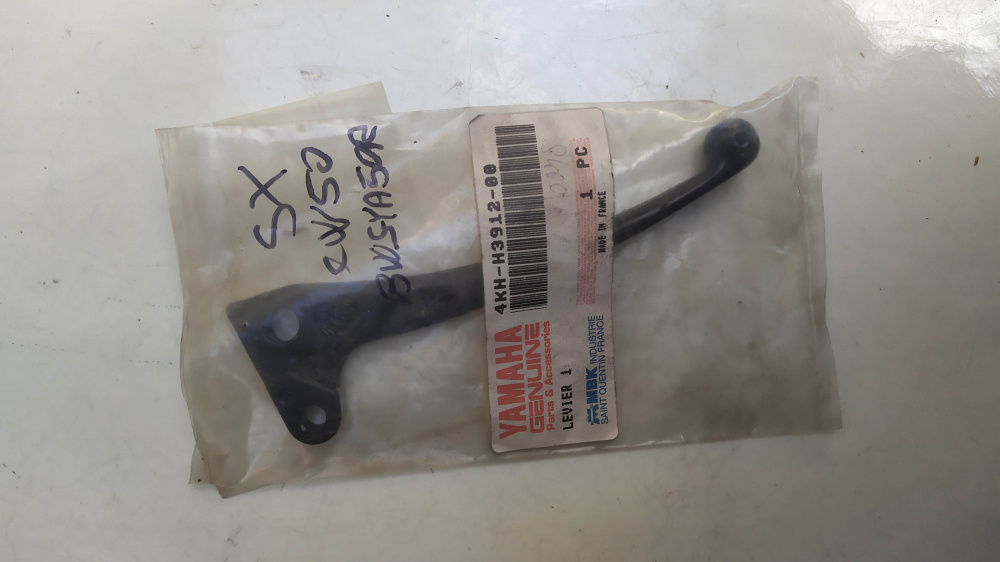 SX
CW50
BWSYA50R
4KH-H3912-00
YAMAHA
GENUINE
Parts & Accessories
LEVIER 1
1 PC
MADE IN FRANCE
MBK INDUSTRIE
SAINT QUENTIN FRANCE